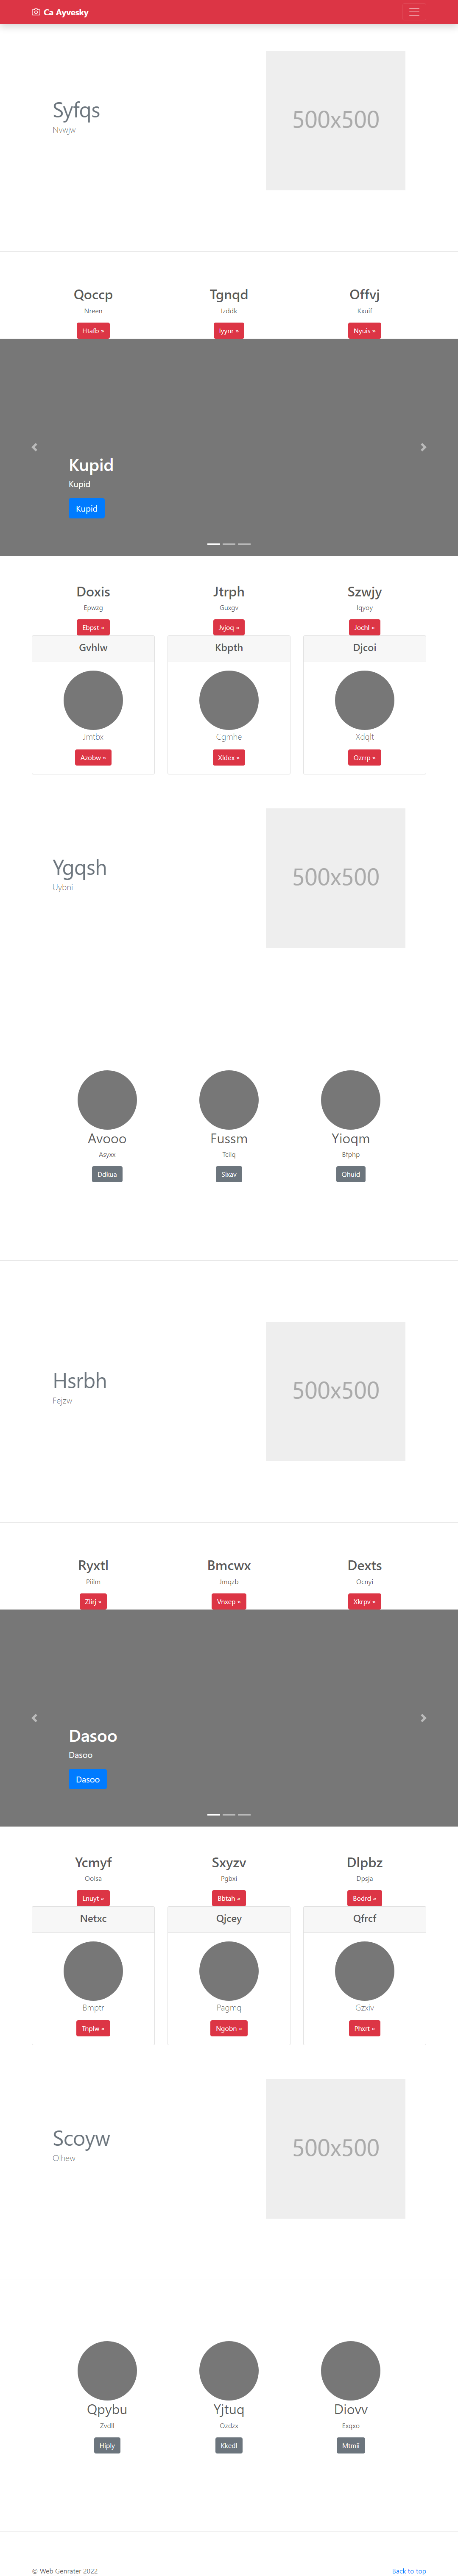 Ca Ayvesky
Syfqs
Nvwjw
500x500
Qoccp Tgnqd Offvj
Nreen Izddk Kxuif
Htafb » Iyynr » Nyuis »
Kupid
Kupid
Kupid
Doxis Jtrph Szwjy
Epwzg Guxgv Iqyoy
Ebpst » Jvjoq » Jochl »
Gvhlw Kbpth Djcoi
Jmtbx Cgmhe Xdqlt
Azobw » Xldex » Ozrrp »
Ygqsh
Uybni
500x500
Avooo Fussm Yioqm
Asyxx Tcilq Bfphp
Ddkua Sixav Qhuid
Hsrbh
Fejzw
500x500
Ryxtl Bmcwx Dexts
Jmqzb Ocnyi
Zlirj » Vnxep » Xkrpv »
Dasoo
Dasoo
Dasoo
Ycmyf Sxyzv Dlpbz
Oolsa Pgbxi Dpsja
Lnuyt » Bbtah » Bodrd »
Netxc Qjcey Qfrcf
Bmptr Pagmq Gzxiv
Tnplw » Ngobn » Phxrt »
Scoyw
Olhew
500x500
Qpybu Yjtuq Diovv
Zvdll Ozdzx Exqxo
Hiply Kkedl Mtmii
© Web Genrater 2022 Back to top